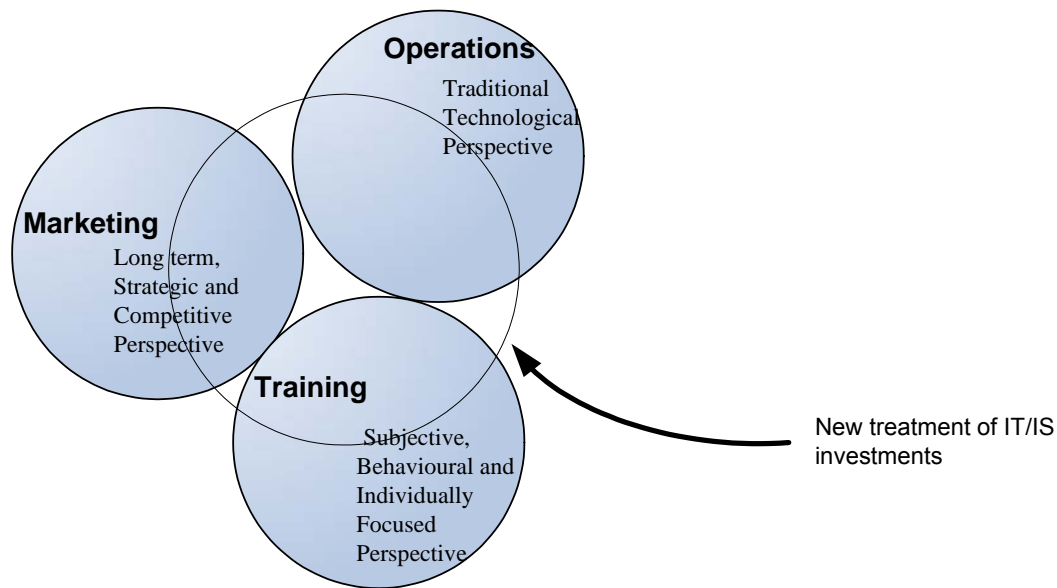 Operations
Traditional
Technological
Perspective
Marketing
Long term,
Strategic and
Competitive
Perspective
Training
Subjective,
Behavioural and
Individually
Focused
Perspective
New treatment of IT/IS
investments